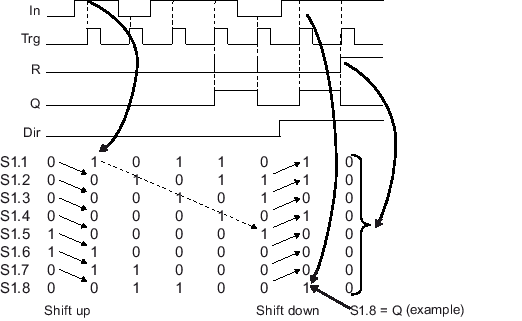 In
Trg
R
Q
Dir
S1.1 0 1 0 1 1 0 1 0
S1.2 0 0 1 0 1 1 1 0
S1.3 0 0 0 1 0 1 0 0
S1.4 0 0 0 0 1 0 1 0
S1.5 1 0 0 0 0 1 0 0
S1.6 1 1 0 0 0 0 0 0
S1.7 0 1 1 0 0 0 0 0
S1.8 0 0 1 1 0 0 1 0
Shift up Shift down S1.8 = Q (example)